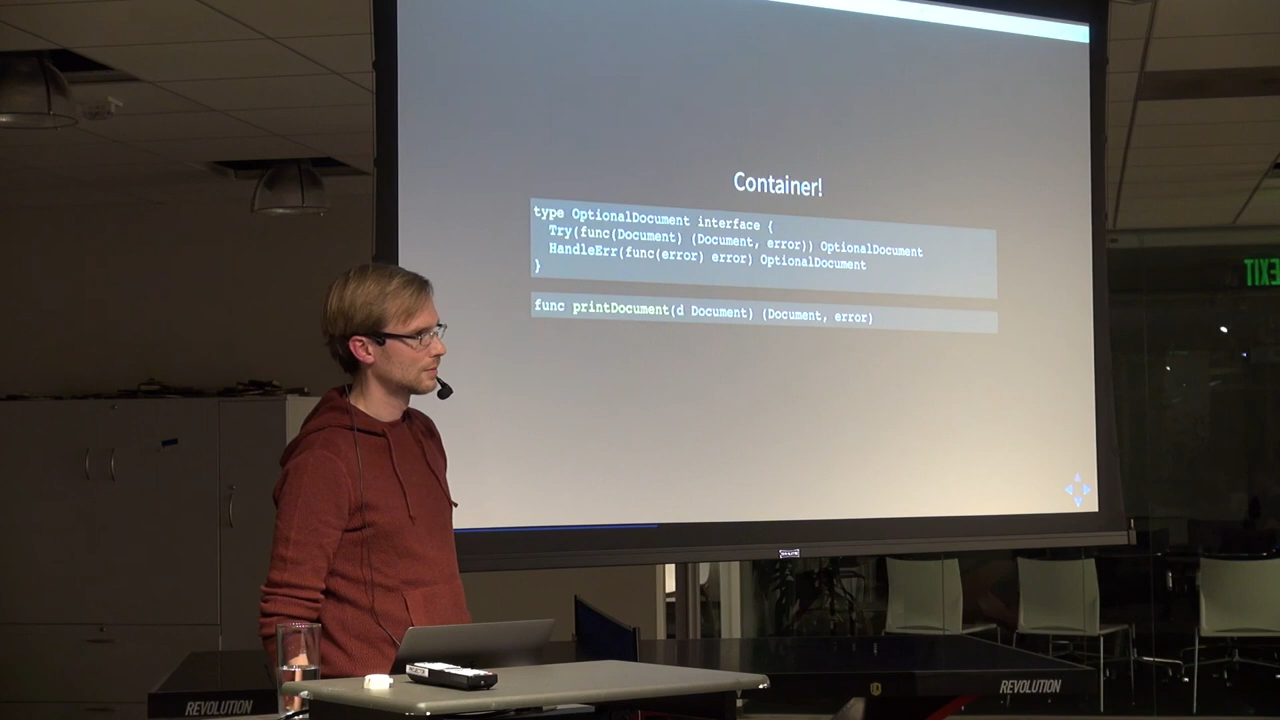 Container!
type OptionalDocument interface {
Try(func(Document) (Document, error)) OptionalDocument
HandleErr(func(error) error) OptionalDocument
}
func printDocument(d Document) (Document, error)
EXIT
PROJECTOR
REVOLUTION
REVOLUTION